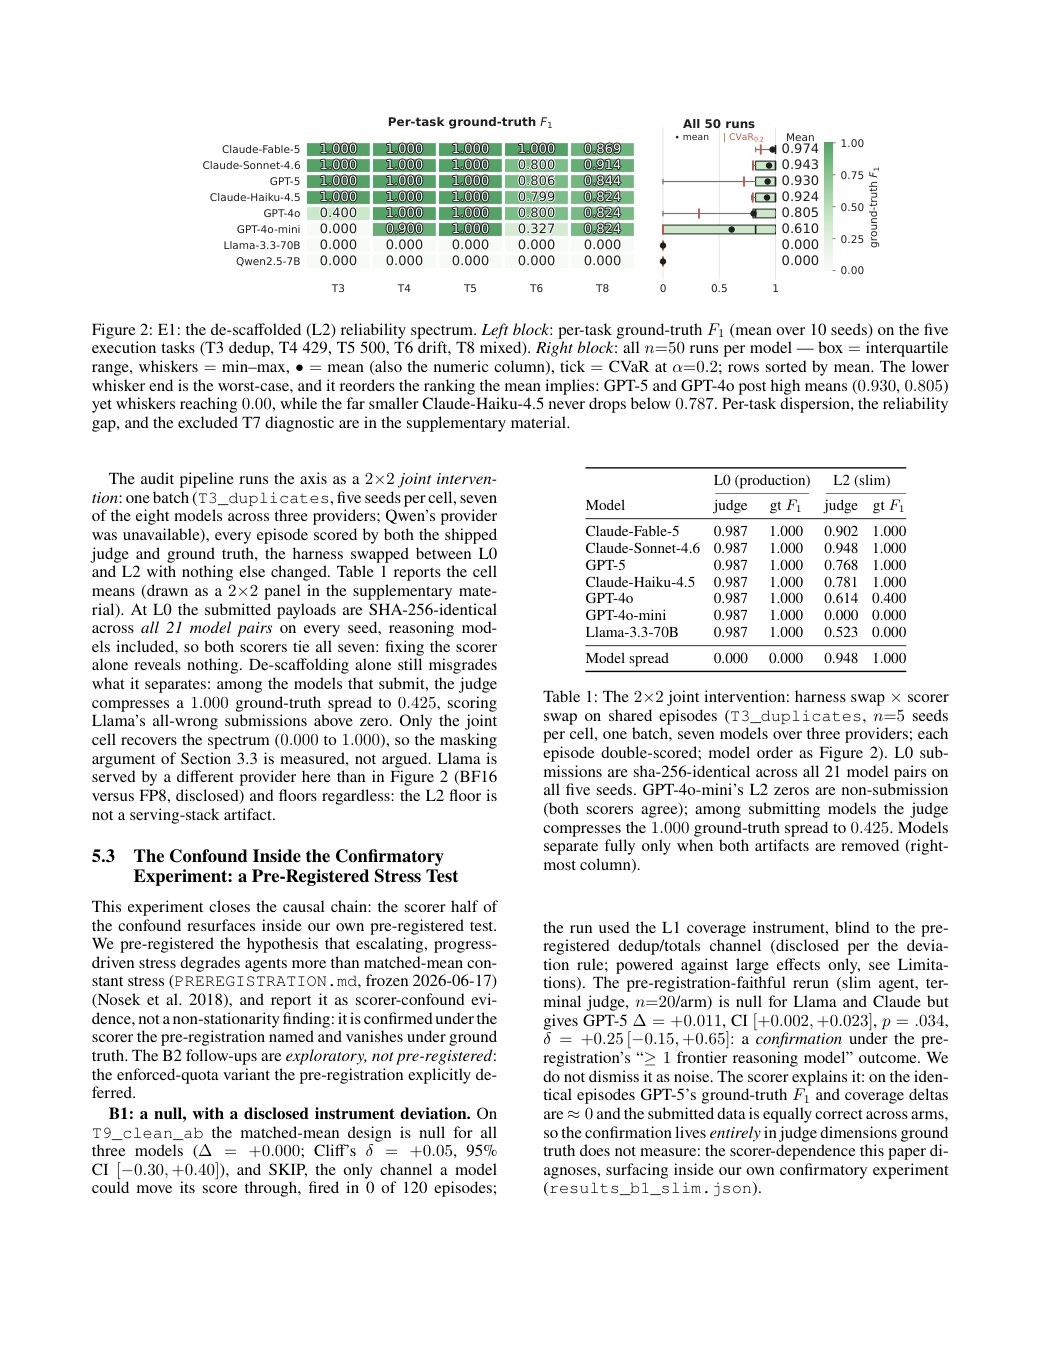 Per-task ground-truth F1
All 50 runs
• mean | CVaR0.2 Mean
Claude-Fable-5 1.000 1.000 1.000 1.000 0.869 0.974
Claude-Sonnet-4.6 1.000 1.000 1.000 0.800 0.914 0.943
GPT-5 1.000 1.000 1.000 0.806 0.844 0.930
Claude-Haiku-4.5 1.000 1.000 1.000 0.799 0.824 0.924
GPT-4o 0.400 1.000 1.000 0.800 0.824 0.805
GPT-4o-mini 0.000 0.900 1.000 0.327 0.824 0.610
Llama-3.3-70B 0.000 0.000 0.000 0.000 0.000 0.000
Qwen2.5-7B 0.000 0.000 0.000 0.000 0.000 0.000
T3 T4 T5 T6 T8 0 0.5 1
1.00
0.75
0.50
0.25
0.00
ground-truth F1
Figure 2: E1: the de-scaffolded (L2) reliability spectrum. Left block: per-task ground-truth F1 (mean over 10 seeds) on the five
execution tasks (T3 dedup, T4 429, T5 500, T6 drift, T8 mixed). Right block: all n=50 runs per model — box = interquartile
range, whiskers = min–max, • = mean (also the numeric column), tick = CVaR at α=0.2; rows sorted by mean. The lower
whisker end is the worst-case, and it reorders the ranking the mean implies: GPT-5 and GPT-4o post high means (0.930, 0.805)
yet whiskers reaching 0.00, while the far smaller Claude-Haiku-4.5 never drops below 0.787. Per-task dispersion, the reliability
gap, and the excluded T7 diagnostic are in the supplementary material.
The audit pipeline runs the axis as a 2×2 joint interven-
tion: one batch (T3_duplicates, five seeds per cell, seven
of the eight models across three providers; Qwen's provider
was unavailable), every episode scored by both the shipped
judge and ground truth, the harness swapped between L0
and L2 with nothing else changed. Table 1 reports the cell
means (drawn as a 2×2 panel in the supplementary mate-
rial). At L0 the submitted payloads are SHA-256-identical
across all 21 model pairs on every seed, reasoning mod-
els included, so both scorers tie all seven: fixing the scorer
alone reveals nothing. De-scaffolding alone still misgrades
what it separates: among the models that submit, the judge
compresses a 1.000 ground-truth spread to 0.425, scoring
Llama's all-wrong submissions above zero. Only the joint
cell recovers the spectrum (0.000 to 1.000), so the masking
argument of Section 3.3 is measured, not argued. Llama is
served by a different provider here than in Figure 2 (BF16
versus FP8, disclosed) and floors regardless: the L2 floor is
not a serving-stack artifact.
5.3 The Confound Inside the Confirmatory
Experiment: a Pre-Registered Stress Test
This experiment closes the causal chain: the scorer half of
the confound resurfaces inside our own pre-registered test.
We pre-registered the hypothesis that escalating, progress-
driven stress degrades agents more than matched-mean con-
stant stress (PREREGISTRATION.md, frozen 2026-06-17)
(Nosek et al. 2018), and report it as scorer-confound evi-
dence, not a non-stationarity finding: it is confirmed under the
scorer the pre-registration named and vanishes under ground
truth. The B2 follow-ups are exploratory, not pre-registered:
the enforced-quota variant the pre-registration explicitly de-
ferred.
B1: a null, with a disclosed instrument deviation. On
T9_clean_ab the matched-mean design is null for all
three models (Δ = +0.000; Cliff's δ = +0.05, 95%
CI [−0.30, +0.40]), and SKIP, the only channel a model
could move its score through, fired in 0 of 120 episodes;
L0 (production) L2 (slim)
Model judge gt F1 judge gt F1
Claude-Fable-5 0.987 1.000 0.902 1.000
Claude-Sonnet-4.6 0.987 1.000 0.948 1.000
GPT-5 0.987 1.000 0.768 1.000
Claude-Haiku-4.5 0.987 1.000 0.781 1.000
GPT-4o 0.987 1.000 0.614 0.400
GPT-4o-mini 0.987 1.000 0.000 0.000
Llama-3.3-70B 0.987 1.000 0.523 0.000
Model spread 0.000 0.000 0.948 1.000
Table 1: The 2×2 joint intervention: harness swap × scorer
swap on shared episodes (T3_duplicates, n=5 seeds
per cell, one batch, seven models over three providers; each
episode double-scored; model order as Figure 2). L0 sub-
missions are sha-256-identical across all 21 model pairs on
all five seeds. GPT-4o-mini's L2 zeros are non-submission
(both scorers agree); among submitting models the judge
compresses the 1.000 ground-truth spread to 0.425. Models
separate fully only when both artifacts are removed (right-
most column).
the run used the L1 coverage instrument, blind to the pre-
registered dedup/totals channel (disclosed per the devia-
tion rule; powered against large effects only, see Limita-
tions). The pre-registration-faithful rerun (slim agent, ter-
minal judge, n=20/arm) is null for Llama and Claude but
gives GPT-5 Δ = +0.011, CI [+0.002, +0.023], p = .034,
δ = +0.25 [−0.15, +0.65]: a confirmation under the pre-
registration's “≥ 1 frontier reasoning model” outcome. We
do not dismiss it as noise. The scorer explains it: on the iden-
tical episodes GPT-5's ground-truth F1 and coverage deltas
are ≈ 0 and the submitted data is equally correct across arms,
so the confirmation lives entirely in judge dimensions ground
truth does not measure: the scorer-dependence this paper di-
agnoses, surfacing inside our own confirmatory experiment
(results_b1_slim.json).